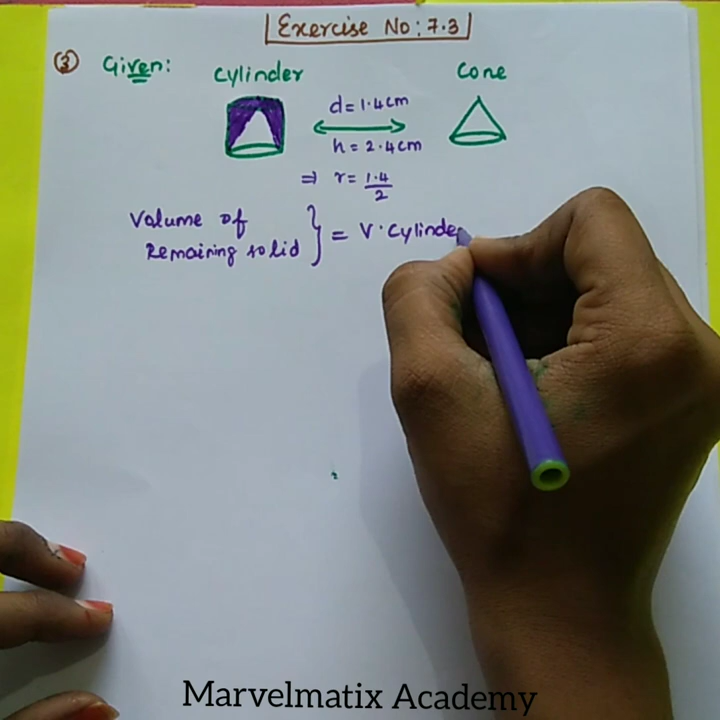 Exercise No: 7.3
③ Given: Cylinder Cone
d = 1.4cm
h = 2.4cm
⇒ r = 1.4/2
Volume of
Remaining solid } = V. Cylinde
Marvelmatix Academy